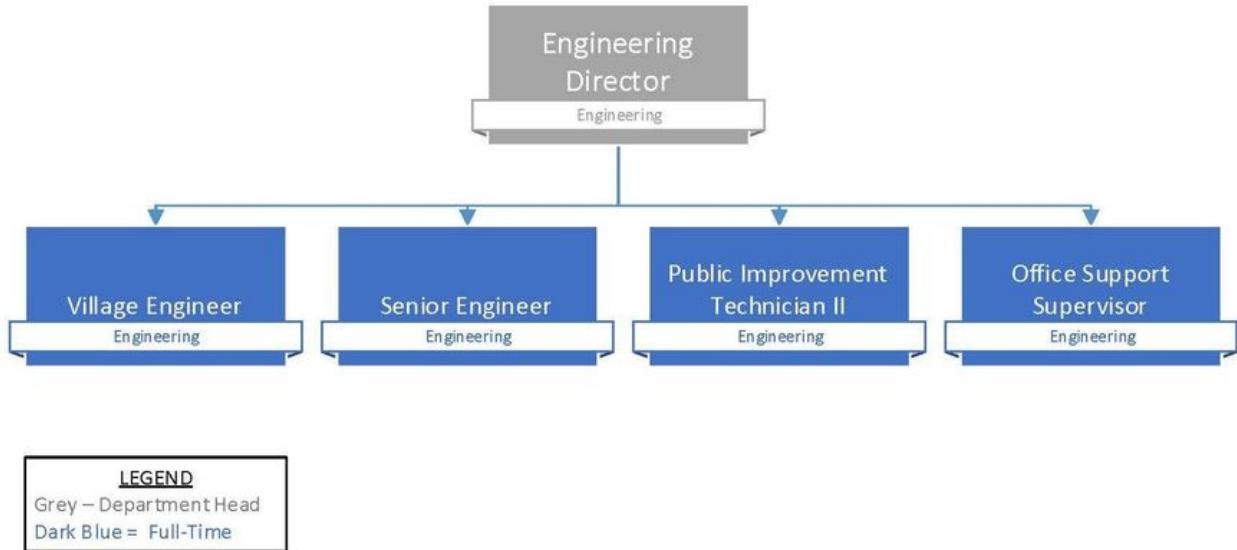 Engineering
Director
Engineering
Village Engineer
Engineering
Senior Engineer
Engineering
Public Improvement
Technician II
Engineering
Office Support
Supervisor
Engineering
LEGEND
Grey – Department Head
Dark Blue = Full-Time